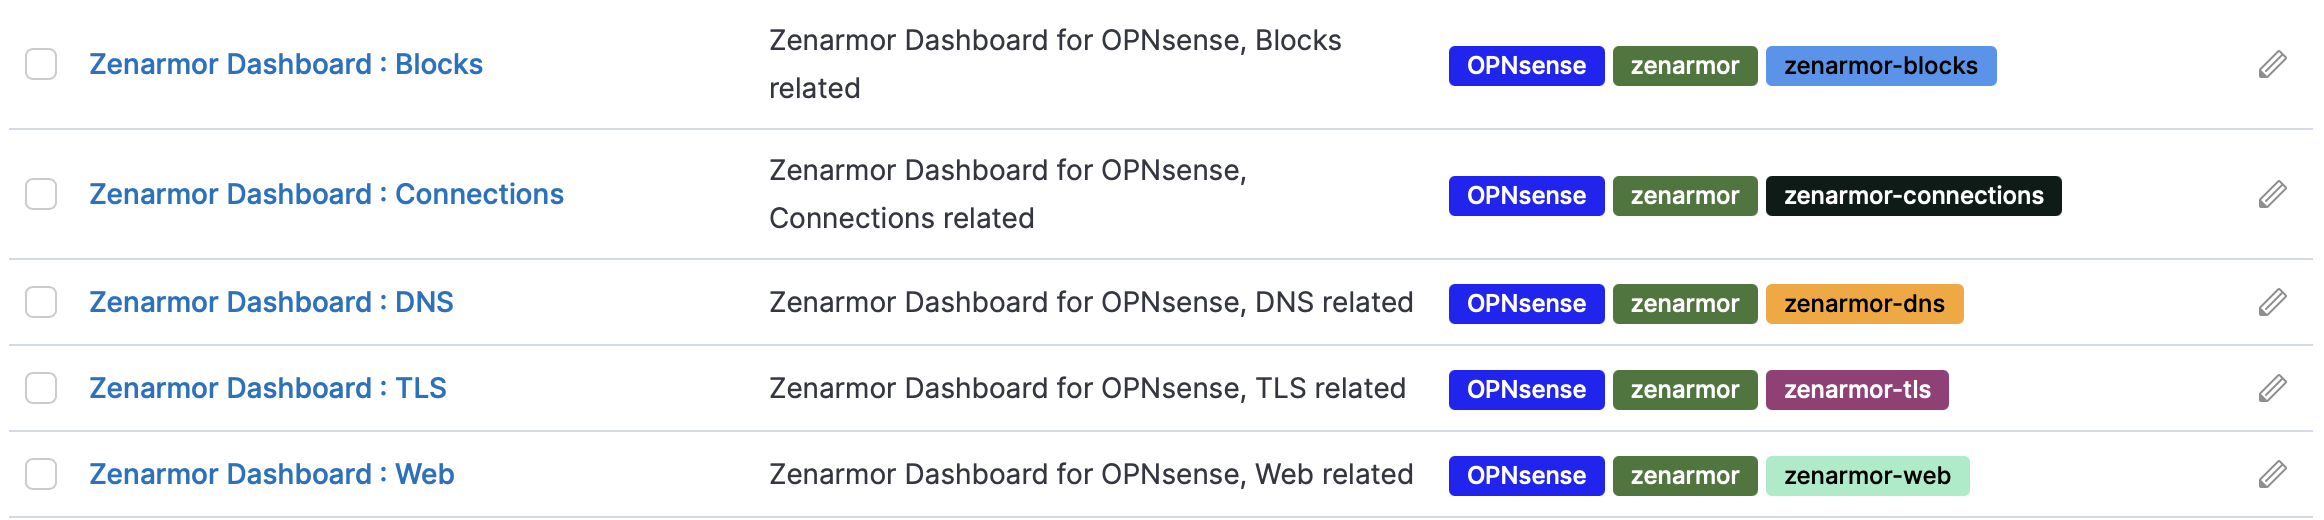 Zenarmor Dashboard : Blocks
Zenarmor Dashboard for OPNsense, Blocks
related
OPNsense zenarmor zenarmor-blocks
Zenarmor Dashboard : Connections
Zenarmor Dashboard for OPNsense,
Connections related
OPNsense zenarmor zenarmor-connections
Zenarmor Dashboard : DNS
Zenarmor Dashboard for OPNsense, DNS related
OPNsense zenarmor zenarmor-dns
Zenarmor Dashboard : TLS
Zenarmor Dashboard for OPNsense, TLS related
OPNsense zenarmor zenarmor-tls
Zenarmor Dashboard : Web
Zenarmor Dashboard for OPNsense, Web related
OPNsense zenarmor zenarmor-web